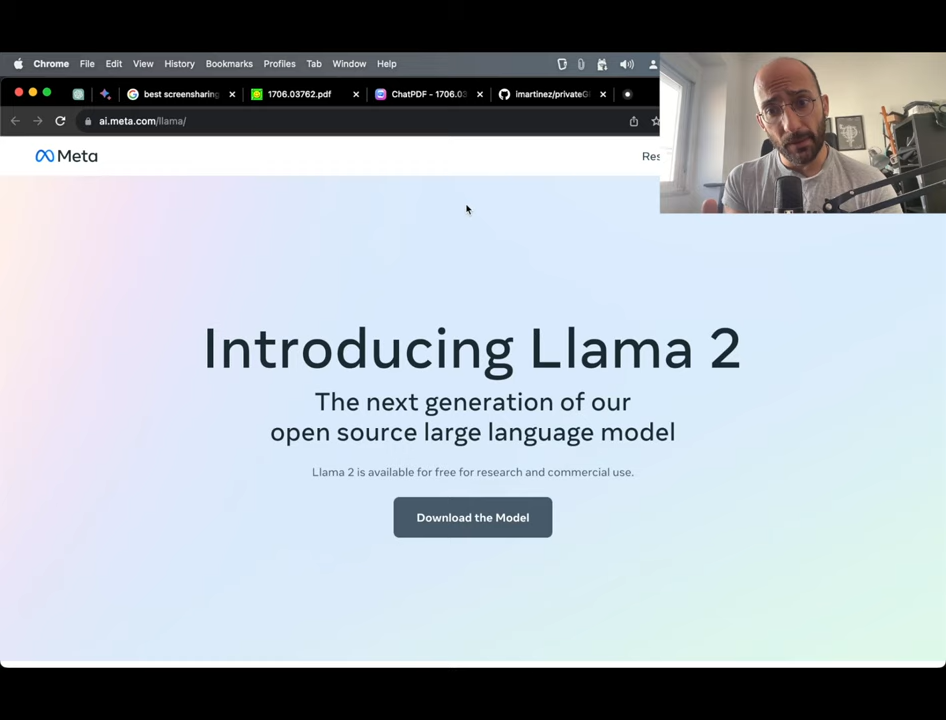 Chrome File Edit View History Bookmarks Profiles Tab Window Help
best screensharing
1706.03762.pdf
ChatPDF - 1706.03
imartinez/privateG
ai.meta.com/llama/
Meta
Res
Introducing Llama 2
The next generation of our
open source large language model
Llama 2 is available for free for research and commercial use.
Download the Model